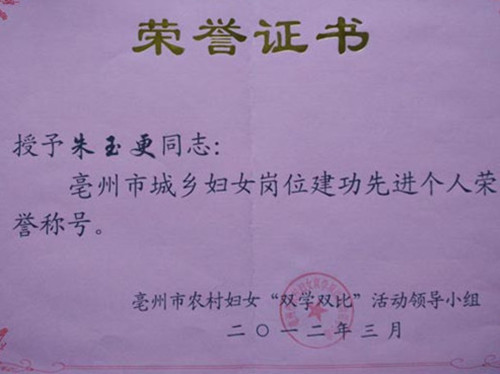 荣誉证书
授予朱玉更同志:
亳州市城乡妇女岗位建功先进个人荣
誉称号。
亳州市农村妇女“双学双比”活动领导小组
二〇一二年三月